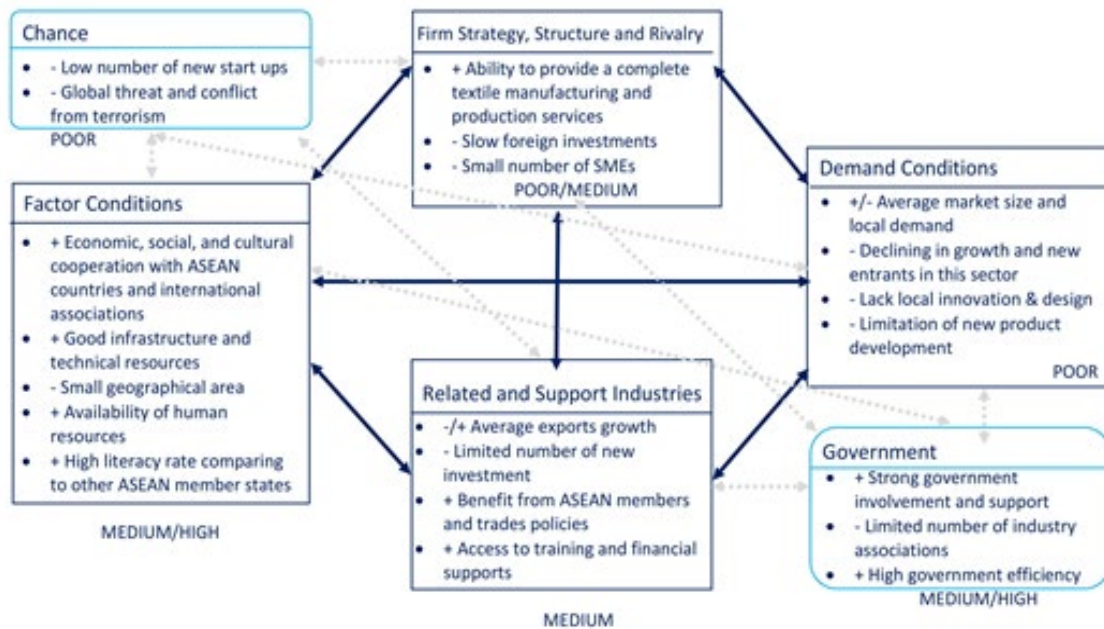 Chance
• - Low number of new start ups
• - Global threat and conflict
from terrorism
POOR
Firm Strategy, Structure and Rivalry
• + Ability to provide a complete
textile manufacturing and
production services
• - Slow foreign investments
• - Small number of SMEs
POOR/MEDIUM
Demand Conditions
• +/- Average market size and
local demand
• - Declining in growth and new
entrants in this sector
• - Lack local innovation & design
• - Limitation of new product
development
POOR
Factor Conditions
• + Economic, social, and cultural
cooperation with ASEAN
countries and international
associations
• + Good infrastructure and
technical resources
• - Small geographical area
• + Availability of human
resources
• + High literacy rate comparing
to other ASEAN member states
MEDIUM/HIGH
Related and Support Industries
• -/+ Average exports growth
• - Limited number of new
investment
• + Benefit from ASEAN members
and trades policies
• + Access to training and financial
supports
MEDIUM
Government
• + Strong government
involvement and support
• - Limited number of industry
associations
• + High government efficiency
MEDIUM/HIGH